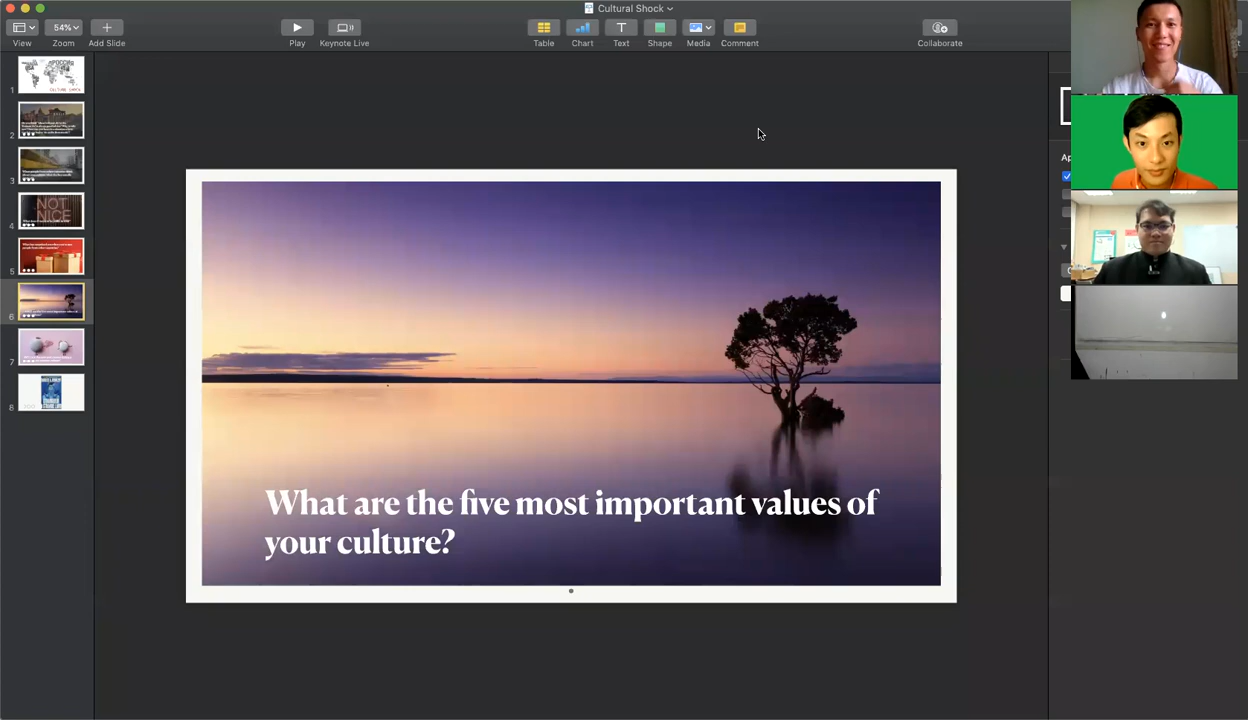 Cultural Shock
54%
View
Zoom
Add Slide
Play
Keynote Live
Table
Chart
Text
Shape
Media
Comment
Collaborate
1
2
3
4
NOT
NICE
5
6
7
8
What are the five most important values of
your culture?